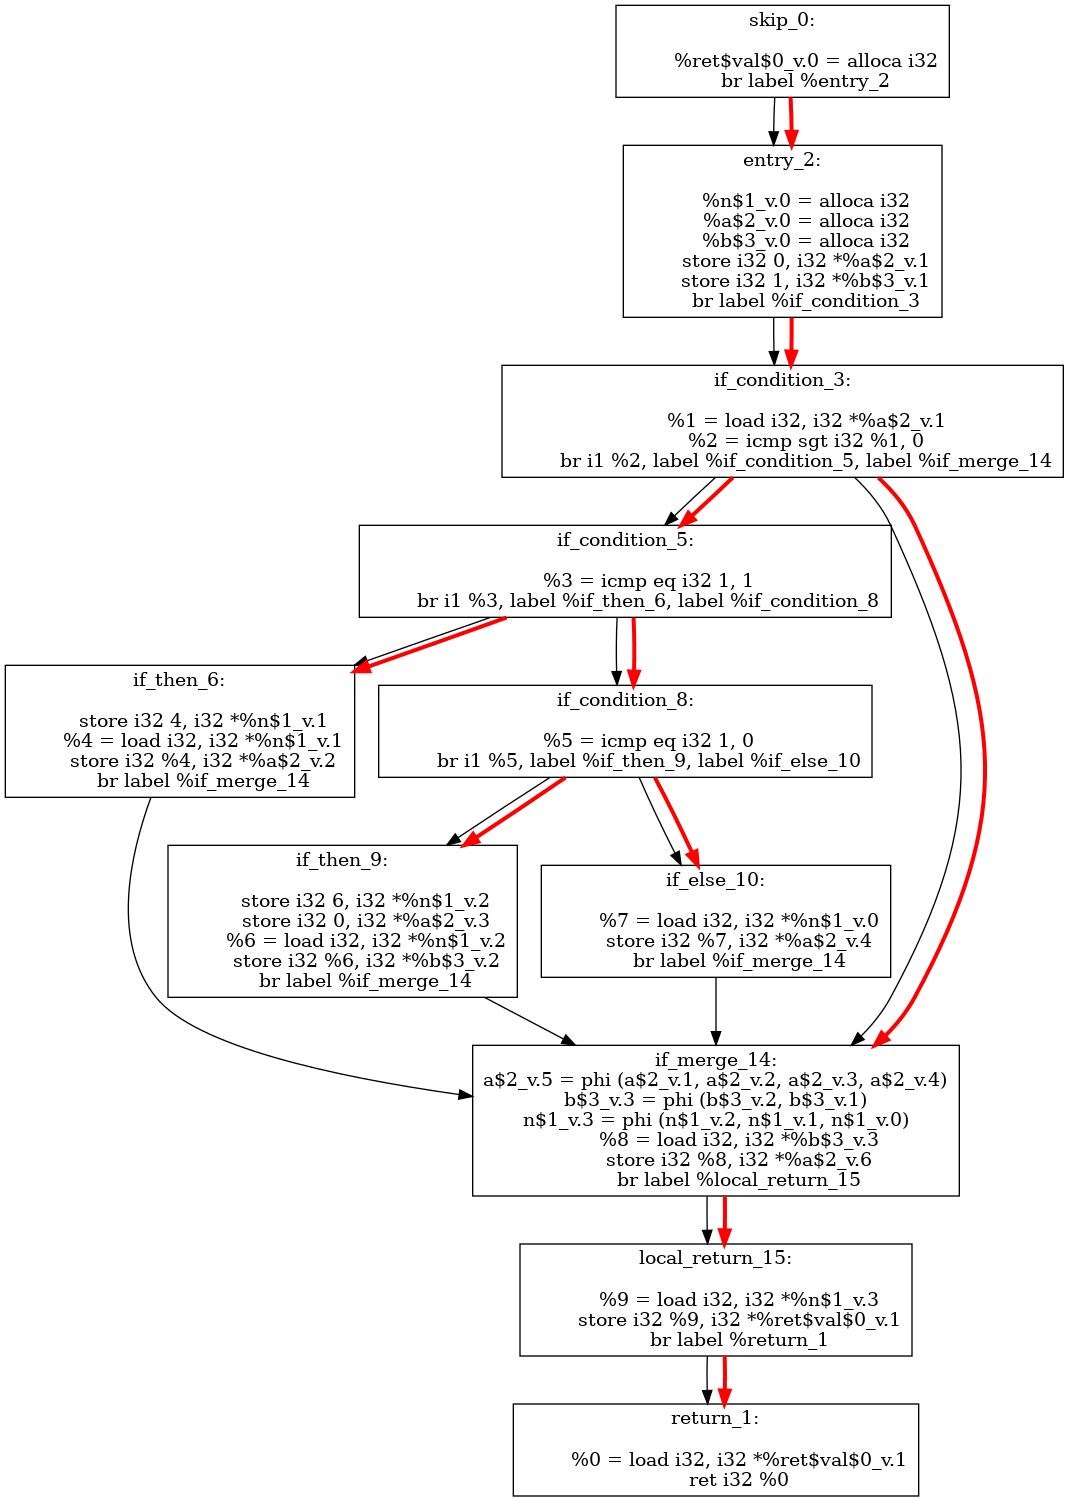 skip_0:
%ret$val$0_v.0 = alloca i32
br label %entry_2
entry_2:
%n$1_v.0 = alloca i32
%a$2_v.0 = alloca i32
%b$3_v.0 = alloca i32
store i32 0, i32 *%a$2_v.1
store i32 1, i32 *%b$3_v.1
br label %if_condition_3
if_condition_3:
%1 = load i32, i32 *%a$2_v.1
%2 = icmp sgt i32 %1, 0
br i1 %2, label %if_condition_5, label %if_merge_14
if_condition_5:
%3 = icmp eq i32 1, 1
br i1 %3, label %if_then_6, label %if_condition_8
if_then_6:
store i32 4, i32 *%n$1_v.1
%4 = load i32, i32 *%n$1_v.1
store i32 %4, i32 *%a$2_v.2
br label %if_merge_14
if_condition_8:
%5 = icmp eq i32 1, 0
br i1 %5, label %if_then_9, label %if_else_10
if_then_9:
store i32 6, i32 *%n$1_v.2
store i32 0, i32 *%a$2_v.3
%6 = load i32, i32 *%n$1_v.2
store i32 %6, i32 *%b$3_v.2
br label %if_merge_14
if_else_10:
%7 = load i32, i32 *%n$1_v.0
store i32 %7, i32 *%a$2_v.4
br label %if_merge_14
if_merge_14:
a$2_v.5 = phi (a$2_v.1, a$2_v.2, a$2_v.3, a$2_v.4)
b$3_v.3 = phi (b$3_v.2, b$3_v.1)
n$1_v.3 = phi (n$1_v.2, n$1_v.1, n$1_v.0)
%8 = load i32, i32 *%b$3_v.3
store i32 %8, i32 *%a$2_v.6
br label %local_return_15
local_return_15:
%9 = load i32, i32 *%n$1_v.3
store i32 %9, i32 *%ret$val$0_v.1
br label %return_1
return_1:
%0 = load i32, i32 *%ret$val$0_v.1
ret i32 %0